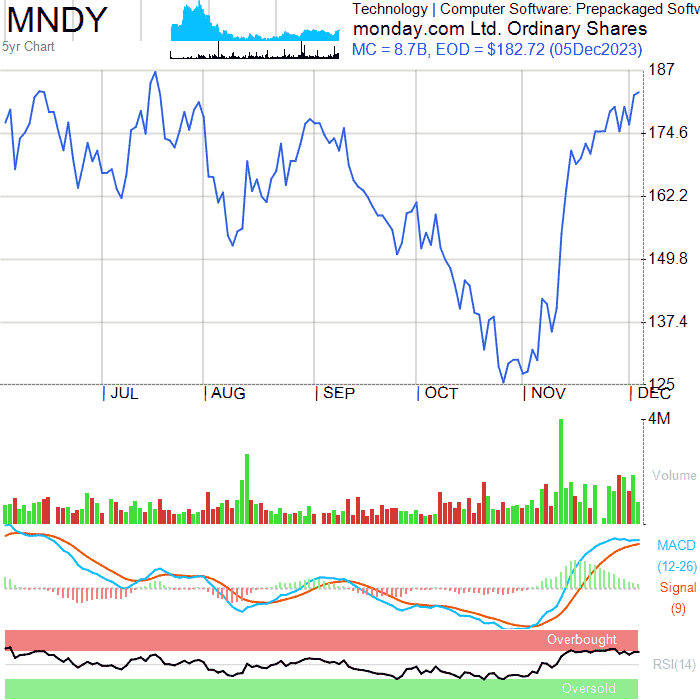 MNDY
5yr Chart
Technology | Computer Software: Prepackaged Softw
monday.com Ltd. Ordinary Shares
MC = 8.7B, EOD = $182.72 (05Dec2023)
187
174.6
162.2
149.8
137.4
125
JUL AUG SEP OCT NOV DEC
4M
Volume
MACD
(12-26)
Signal
(9)
Overbought
RSI(14)
Oversold